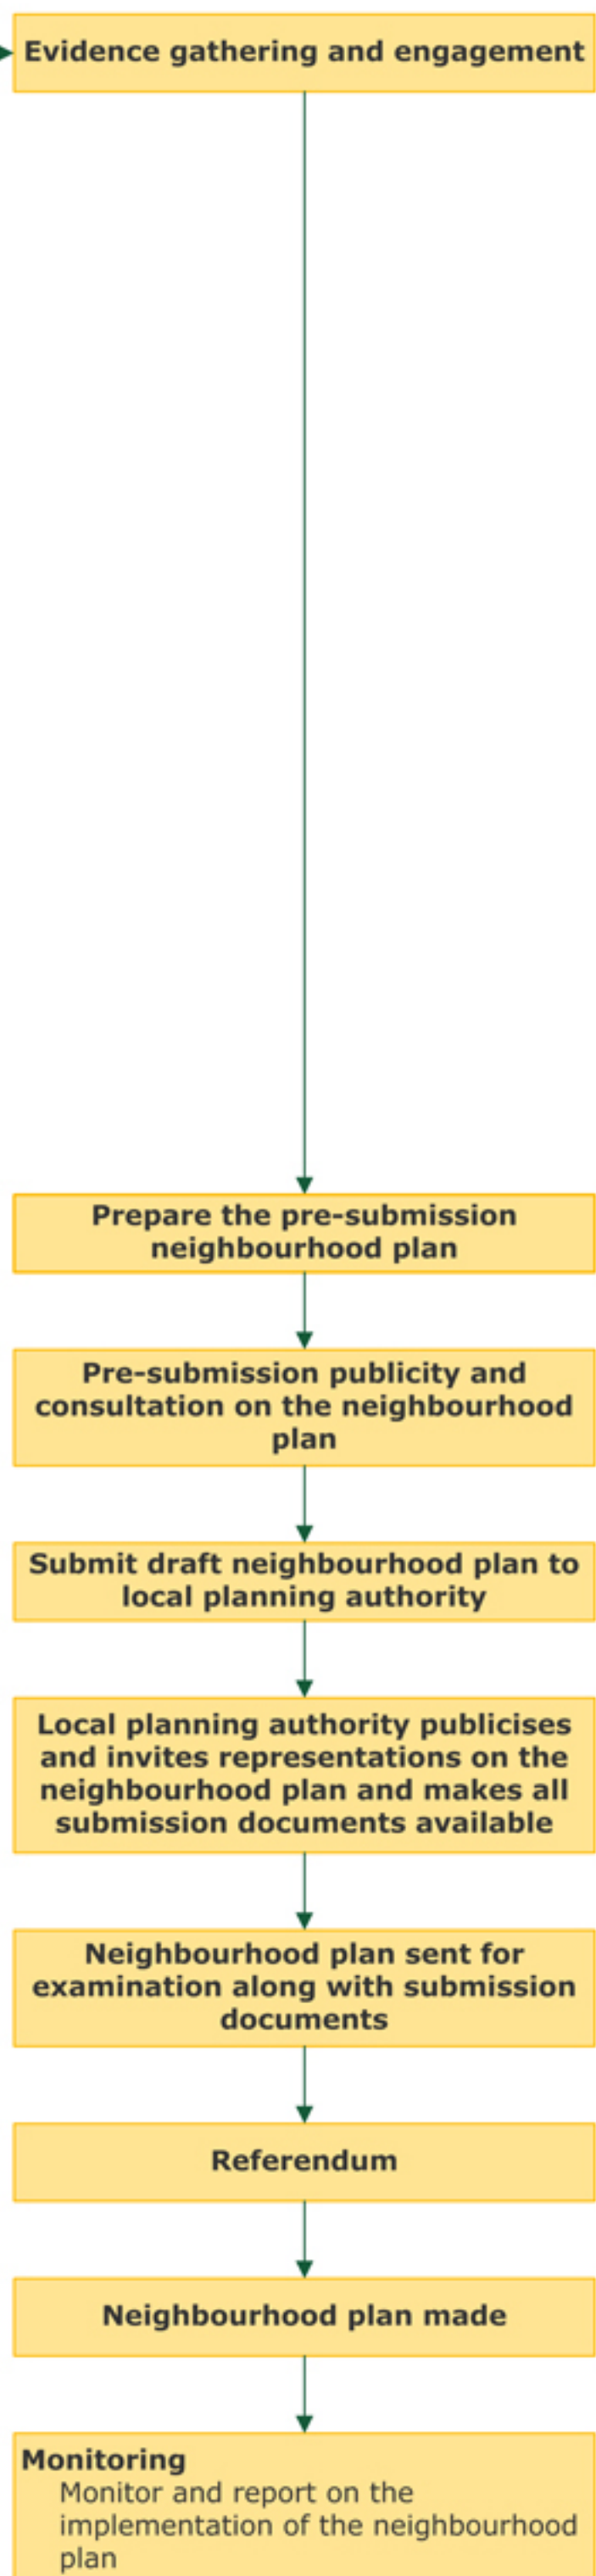 Evidence gathering and engagement
Prepare the pre-submission
neighbourhood plan
Pre-submission publicity and
consultation on the neighbourhood
plan
Submit draft neighbourhood plan to
local planning authority
Local planning authority publicises
and invites representations on the
neighbourhood plan and makes all
submission documents available
Neighbourhood plan sent for
examination along with submission
documents
Referendum
Neighbourhood plan made
Monitoring
Monitor and report on the
implementation of the neighbourhood
plan